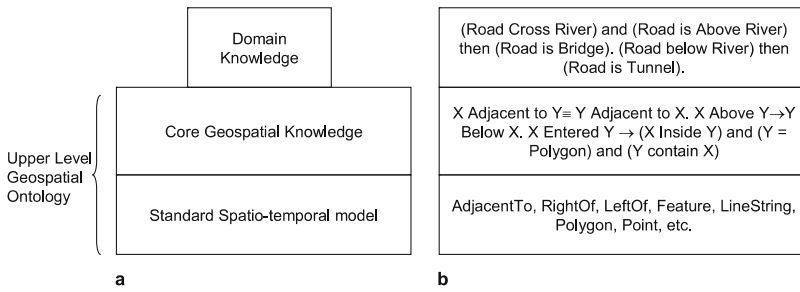 Domain
Knowledge
Core Geospatial Knowledge
Upper Level
Geospatial
Ontology
Standard Spatio-temporal model
a
(Road Cross River) and (Road is Above River)
then (Road is Bridge). (Road below River) then
(Road is Tunnel).
X Adjacent to Y≡ Y Adjacent to X. X Above Y→Y
Below X. X Entered Y → (X Inside Y) and (Y =
Polygon) and (Y contain X)
AdjacentTo, RightOf, LeftOf, Feature, LineString,
Polygon, Point, etc.
b